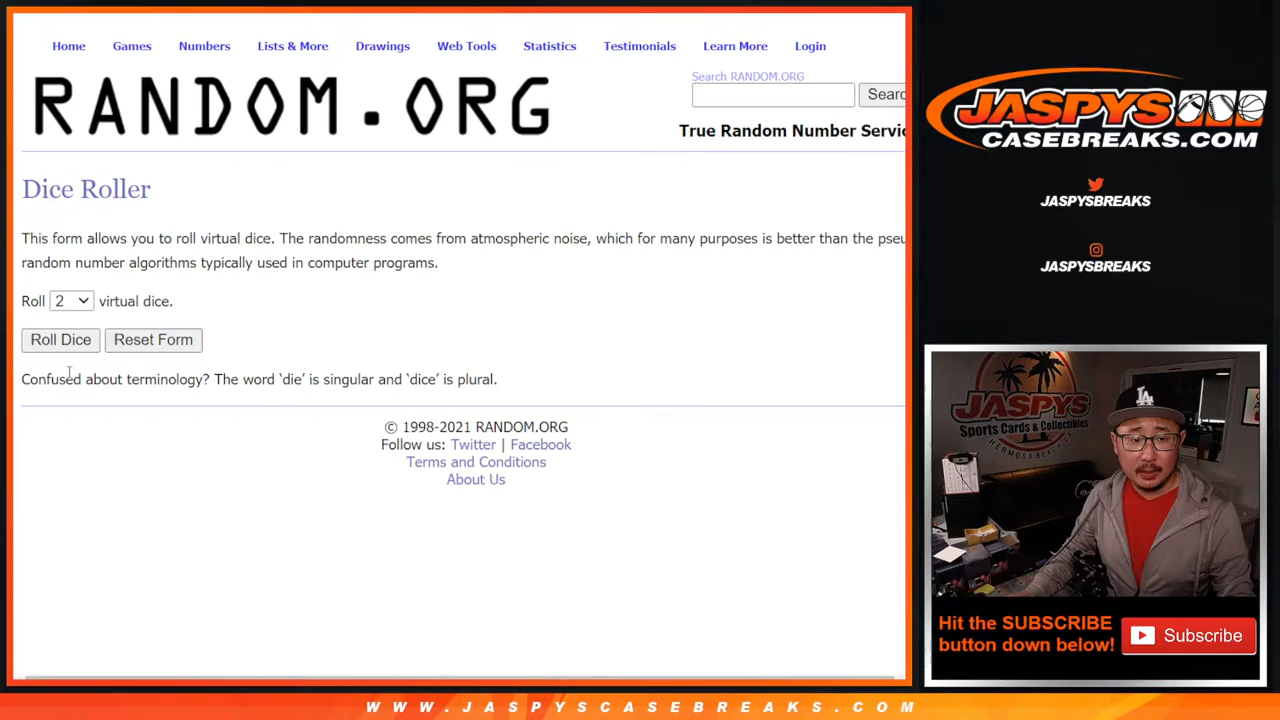 Home Games Numbers Lists & More Drawings Web Tools Statistics Testimonials Learn More Login
RANDOM.ORG
Search RANDOM.ORG
Searc
True Random Number Servic
Dice Roller
This form allows you to roll virtual dice. The randomness comes from atmospheric noise, which for many purposes is better than the pseu
random number algorithms typically used in computer programs.
Roll 2 virtual dice.
Roll Dice Reset Form
Confused about terminology? The word ‘die’ is singular and ‘dice’ is plural.
© 1998-2021 RANDOM.ORG
Follow us: Twitter | Facebook
Terms and Conditions
About Us
JASPYS
CASEBREAKS.COM
JASPYSBREAKS
JASPYSBREAKS
JASPYS
Sports Cards & Collectibles
HERMOSA BEACH, CA
LA
Hit the SUBSCRIBE
button down below!
Subscribe
WWW.JASPYSCASEBREAKS.COM